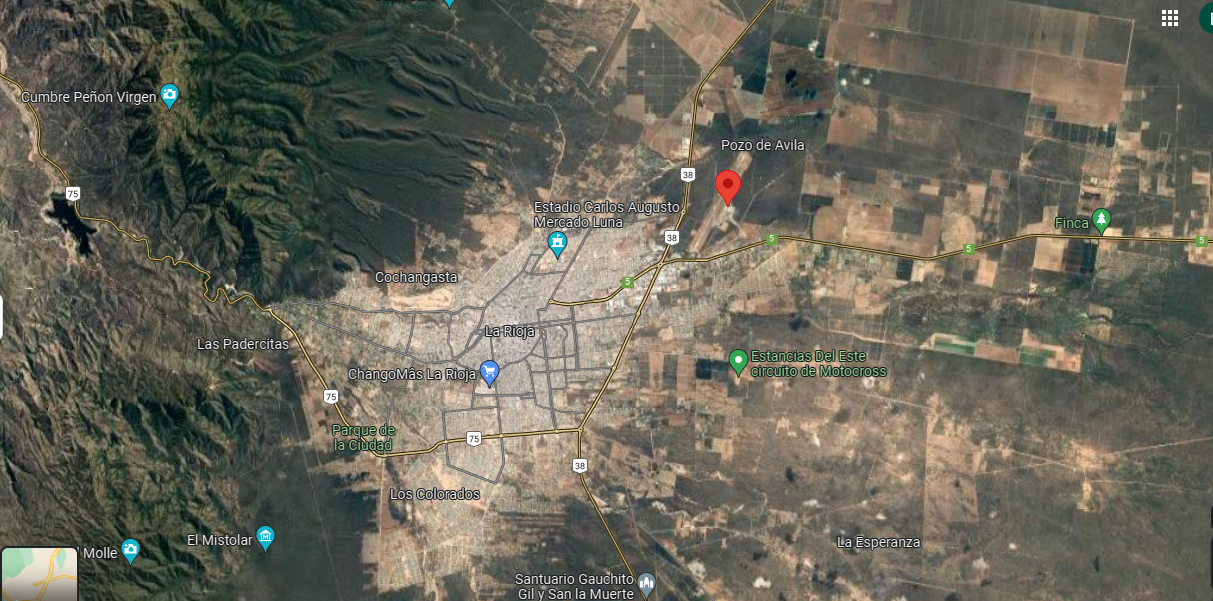 Cumbre Peñon Virgen
Pozo de Avila
38
75
Estadio Carlos Augusto
Mercado Luna
Finca
38
5
5
5
Cochangasta
5
La Rioja
Las Padercitas
Estancias Del Este
circuito de Motocross
ChangoMâs La Rioja
75
Parque de
la Ciudad
75
38
Los Colorados
El Mistolar
La Esperanza
Molle
Santuario Gauchito
Gil y San la Muerte